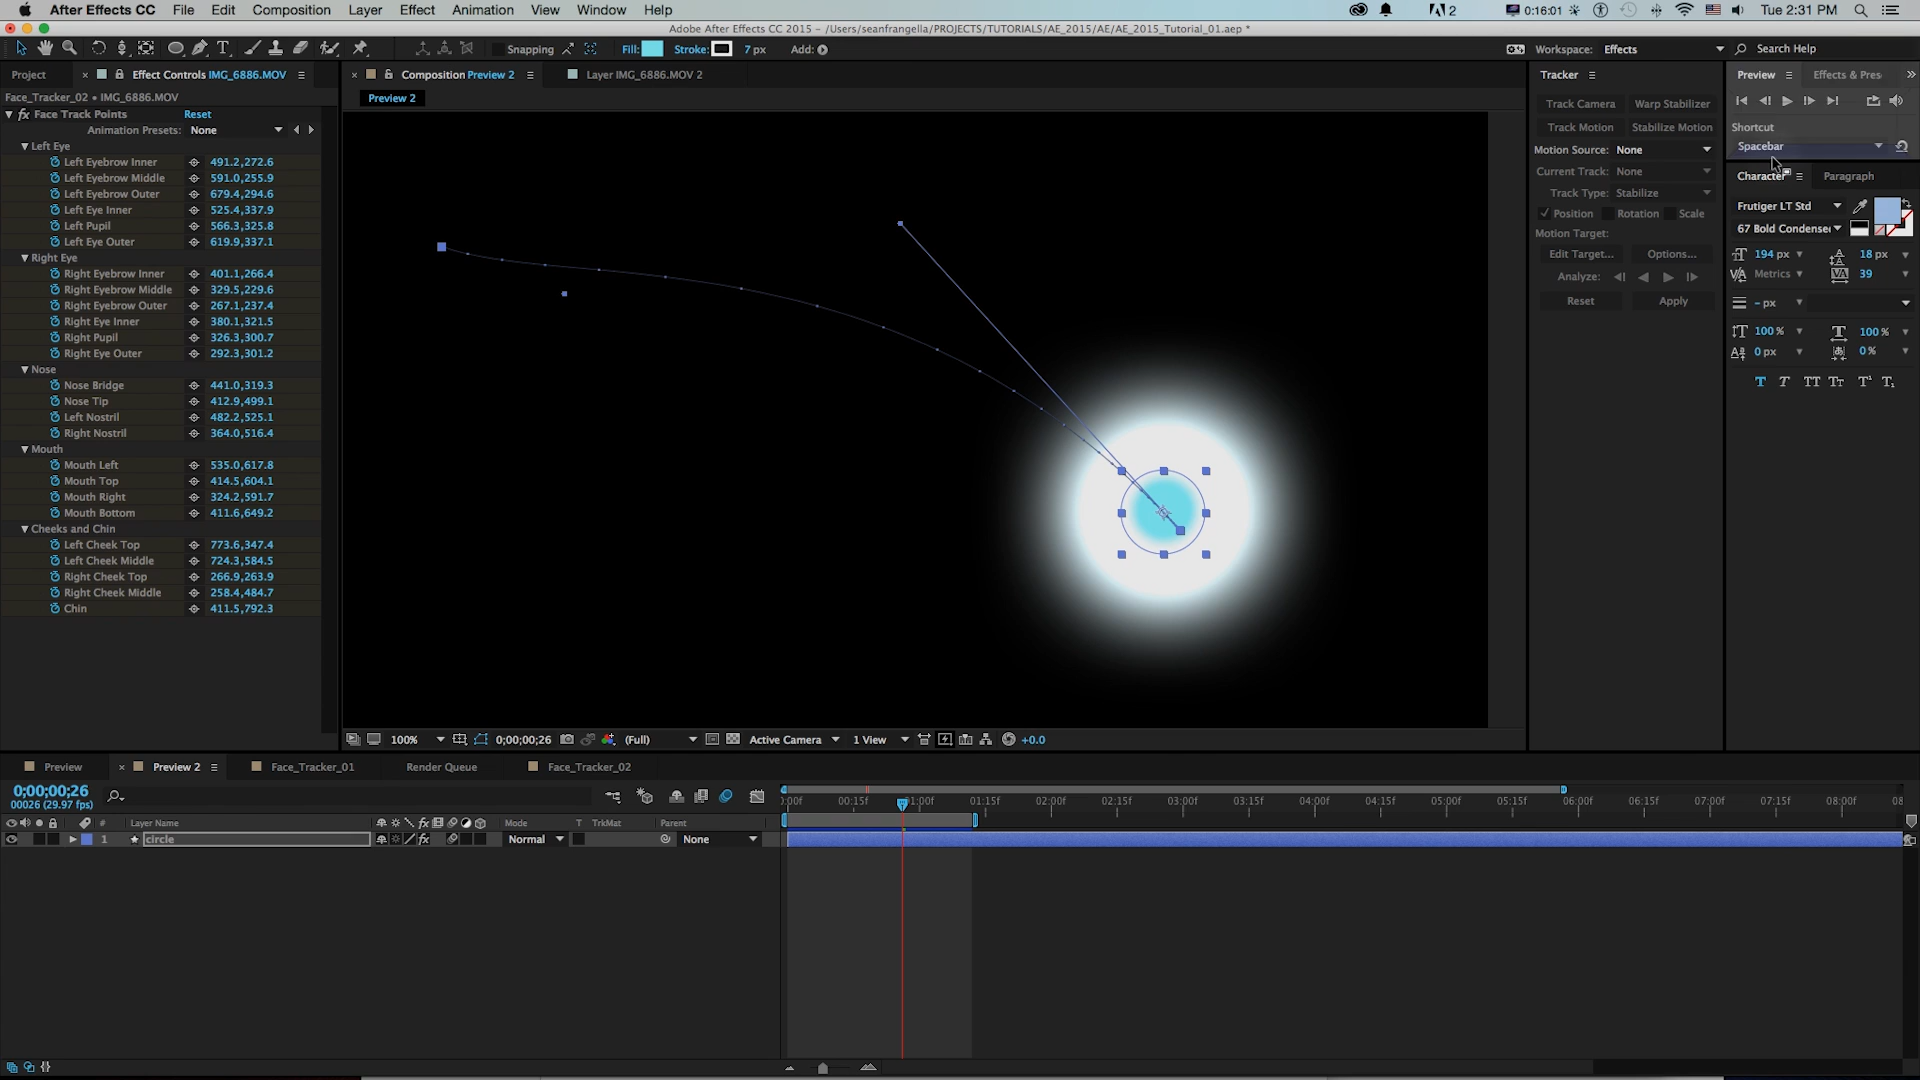 After Effects CC File Edit Composition Layer Effect Animation View Window Help 2 0:16:01 Tue 2:31 PM
Adobe After Effects CC 2015 - /Users/seanfrangella/PROJECTS/TUTORIALS/AE_2015/AE/AE_2015_Tutorial_01.aep *
Snapping Fill: Stroke: 7 px Add: Workspace: Effects Search Help
Project Effect Controls IMG_6886.MOV Composition Preview 2 Layer IMG_6886.MOV 2 Tracker Preview Effects & Pres
Face_Tracker_02 • IMG_6886.MOV Preview 2
fx Face Track Points Reset
Animation Presets: None
Left Eye
Left Eyebrow Inner 491.2,272.6
Left Eyebrow Middle 591.0,255.9
Left Eyebrow Outer 679.4,294.6
Left Eye Inner 525.4,337.9
Left Pupil 566.3,325.8
Left Eye Outer 619.9,337.1
Right Eye
Right Eyebrow Inner 401.1,266.4
Right Eyebrow Middle 329.5,229.6
Right Eyebrow Outer 267.1,237.4
Right Eye Inner 380.1,321.5
Right Pupil 326.3,300.7
Right Eye Outer 292.3,301.2
Nose
Nose Bridge 441.0,319.3
Nose Tip 412.9,499.1
Left Nostril 482.2,525.1
Right Nostril 364.0,516.4
Mouth
Mouth Left 535.0,617.8
Mouth Top 414.5,604.1
Mouth Right 324.2,591.7
Mouth Bottom 411.6,649.2
Cheeks and Chin
Left Cheek Top 773.6,347.4
Left Cheek Middle 724.3,584.5
Right Cheek Top 266.9,263.9
Right Cheek Middle 258.4,484.7
Chin 411.5,792.3
Track Camera Warp Stabilizer
Track Motion Stabilize Motion
Motion Source: None
Current Track: None
Track Type: Stabilize
Position Rotation Scale
Motion Target:
Edit Target... Options...
Analyze:
Reset Apply
Shortcut
Spacebar
Character Paragraph
Frutiger LT Std
67 Bold Condense
194 px 18 px
Metrics 39
- px
100 % 100 %
0 px 0 %
T T TT Tt T¹ T₁
100% 0;00;00;26 (Full) Active Camera 1 View +0.0
Preview Preview 2 Face_Tracker_01 Render Queue Face_Tracker_02
0;00;00;26
00026 (29.97 fps)
:00f 00:15f 01:00f 01:15f 02:00f 02:15f 03:00f 03:15f 04:00f 04:15f 05:00f 05:15f 06:00f 06:15f 07:00f 07:15f 08:00f 08
# Layer Name fx Mode T TrkMat Parent
1 circle fx Normal None